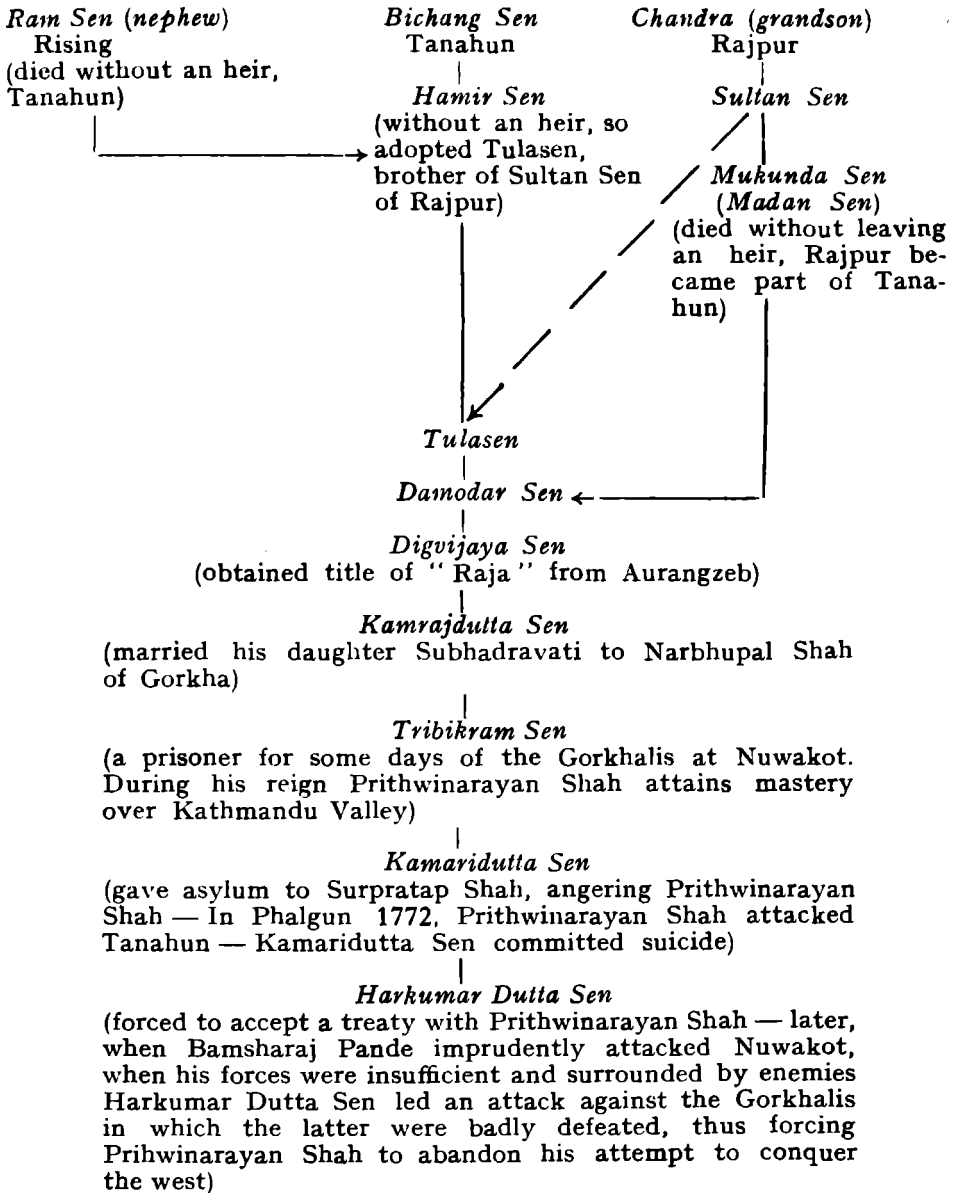 Ram Sen (nephew)
Rising
(died without an heir,
Tanahun)
Bichang Sen
Tanahun
Hamir Sen
(without an heir, so
adopted Tulasen,
brother of Sultan Sen
of Rajpur)
Chandra (grandson)
Rajpur
Sultan Sen
Mukunda Sen
(Madan Sen)
(died without leaving
an heir, Rajpur be-
came part of Tana-
hun)
Tulasen
Damodar Sen
Digvijaya Sen
(obtained title of “Raja” from Aurangzeb)
Kamrajdutta Sen
(married his daughter Subhadravati to Narbhupal Shah
of Gorkha)
Tribikram Sen
(a prisoner for some days of the Gorkhalis at Nuwakot.
During his reign Prithwinarayan Shah attains mastery
over Kathmandu Valley)
Kamaridutta Sen
(gave asylum to Surpratap Shah, angering Prithwinarayan
Shah — In Phalgun 1772, Prithwinarayan Shah attacked
Tanahun — Kamaridutta Sen committed suicide)
Harkumar Dutta Sen
(forced to accept a treaty with Prithwinarayan Shah — later,
when Bamsharaj Pande imprudently attacked Nuwakot,
when his forces were insufficient and surrounded by enemies
Harkumar Dutta Sen led an attack against the Gorkhalis
in which the latter were badly defeated, thus forcing
Prihwinarayan Shah to abandon his attempt to conquer
the west)